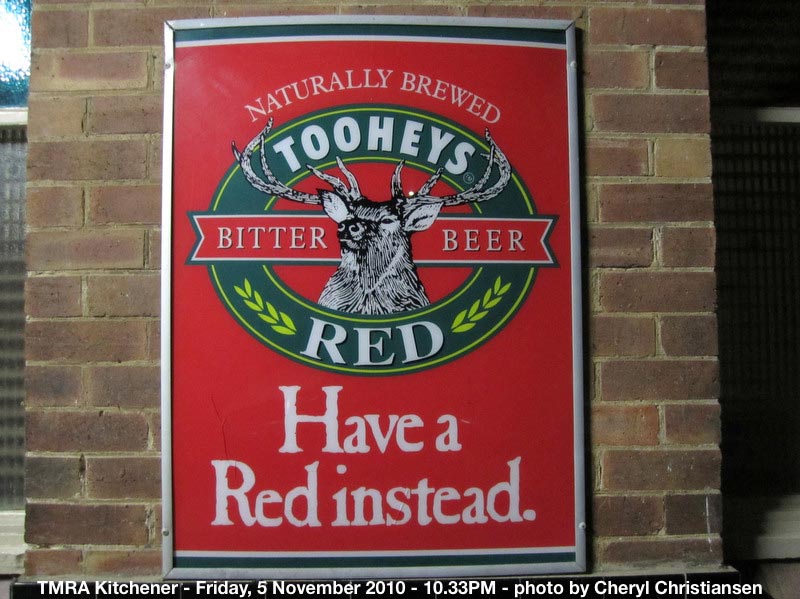 NATURALLY BREWED
TOOHEYS
BITTER BEER
RED
Have a
Red instead.
TMRA Kitchener - Friday, 5 November 2010 - 10.33PM - photo by Cheryl Christiansen